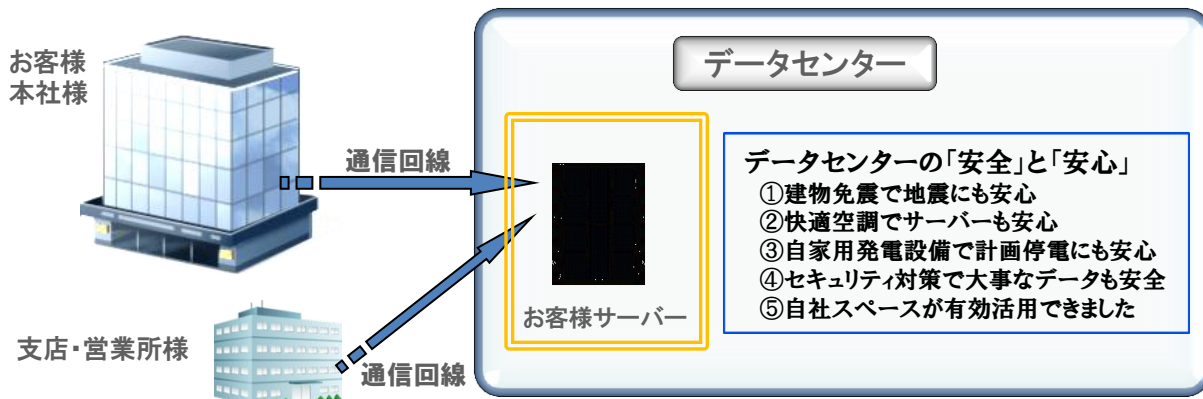 お客様
本社様
通信回線
支店・営業所様
通信回線
データセンター
お客様サーバー
データセンターの「安全」と「安心」
①建物免震で地震にも安心
②快適空調でサーバーも安心
③自家用発電設備で計画停電にも安心
④セキュリティ対策で大事なデータも安全
⑤自社スペースが有効活用できました